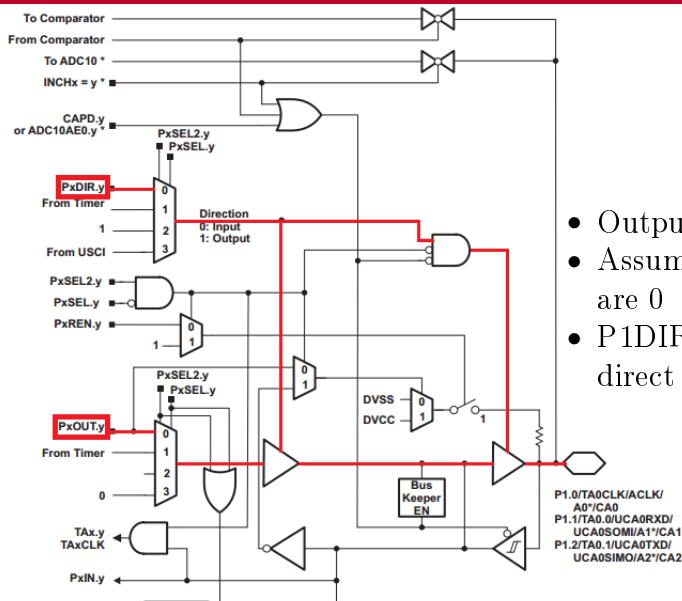 To Comparator
From Comparator
To ADC10 *
INCHx = y *
CAPD.y
or ADC10AE0.y *
PxSEL2.y
PxSEL.y
PxDIR.y
0
From Timer
1
1
2
From USCI
3
Direction
0: Input
1: Output
PxSEL2.y
PxSEL.y
PxREN.y
0
1
1
0
1
PxSEL2.y
PxSEL.y
DVSS
0
DVCC
1
1
PxOUT.y
0
From Timer
1
2
0
3
Bus
Keeper
EN
TAx.y
TAxCLK
PxIN.y
P1.0/TA0CLK/ACLK/
A0*/CA0
P1.1/TA0.0/UCA0RXD/
UCA0SOMI/A1*/CA1
P1.2/TA0.1/UCA0TXD/
UCA0SIMO/A2*/CA2
• Outpu
• Assum
are 0
• P1DIR
direct